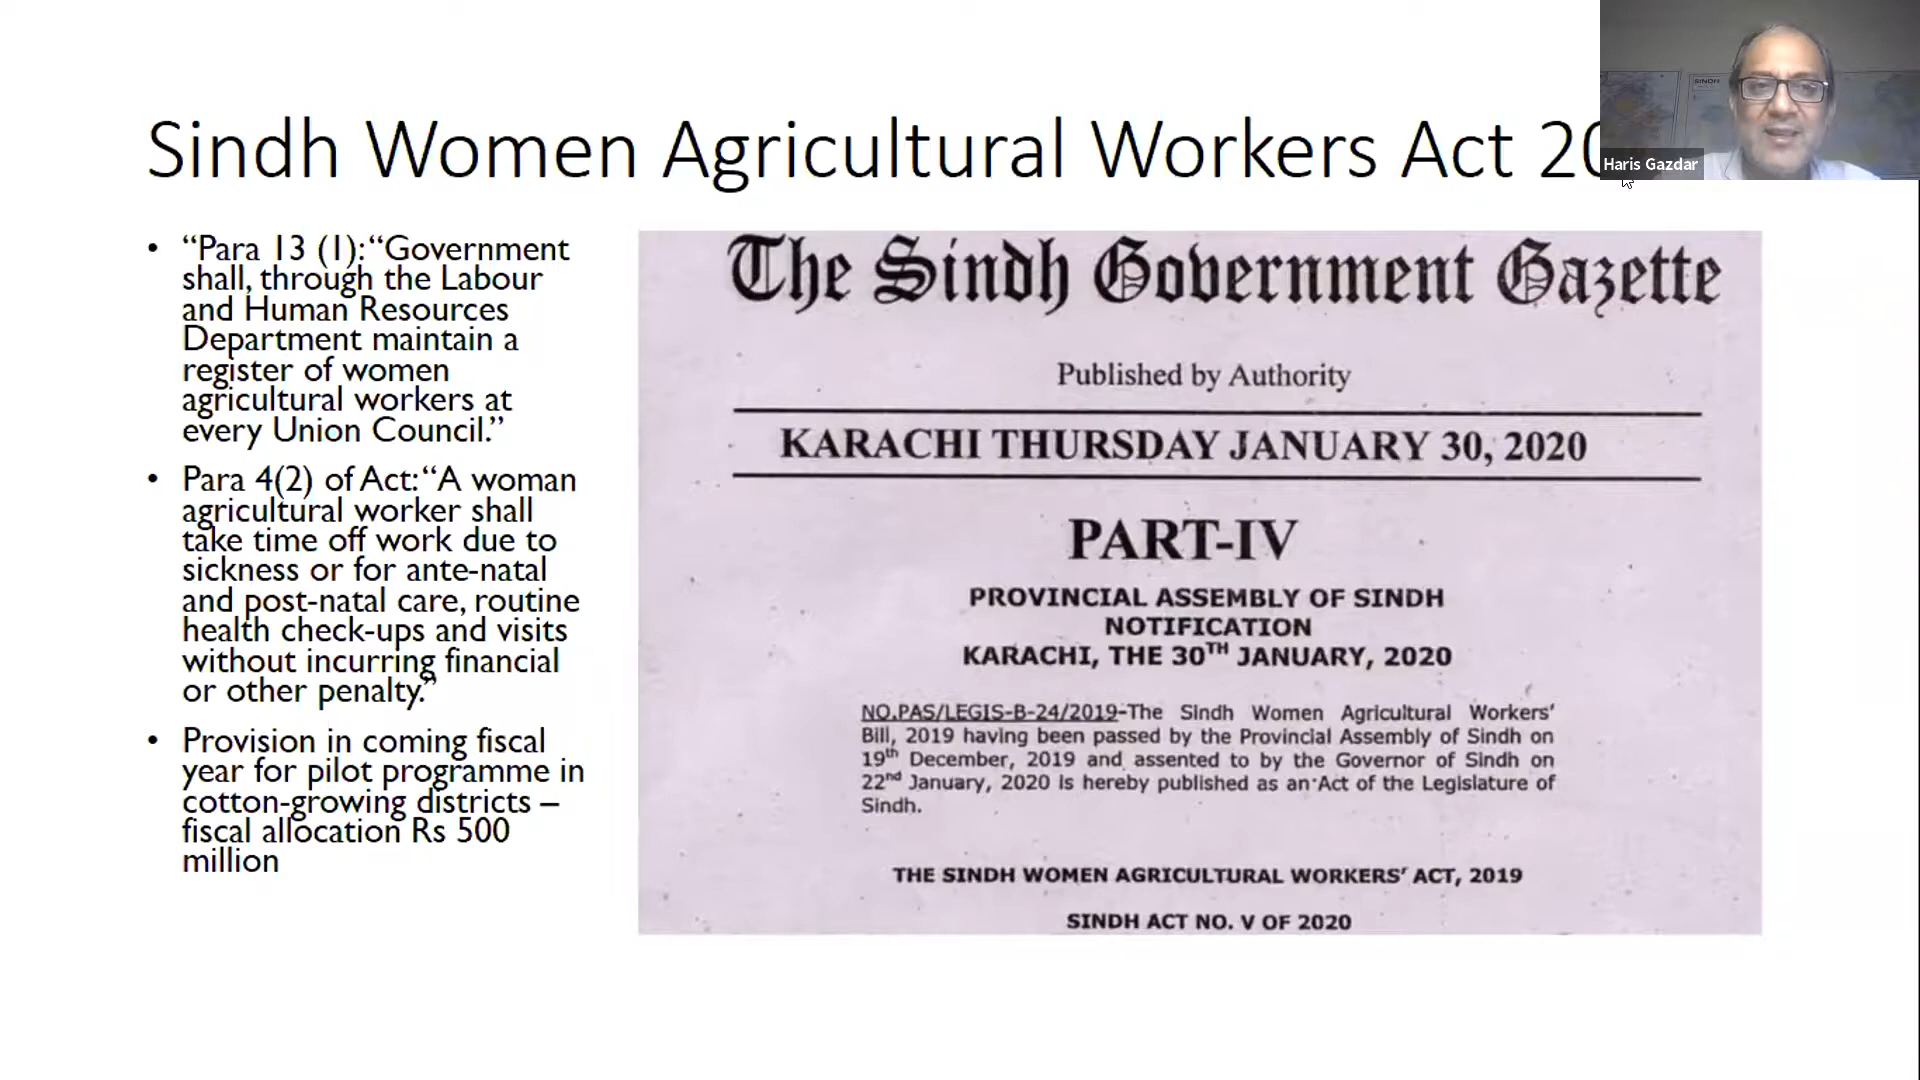 SINDH
Haris Gazdar
Sindh Women Agricultural Workers Act
• “Para 13 (1): “Government
shall, through the Labour
and Human Resources
Department maintain a
register of women
agricultural workers at
every Union Council.”
• Para 4(2) of Act: “A woman
agricultural worker shall
take time off work due to
sickness or for ante-natal
and post-natal care, routine
health check-ups and visits
without incurring financial
or other penalty.”
• Provision in coming fiscal
year for pilot programme in
cotton-growing districts –
fiscal allocation Rs 500
million
The Sindh Government Gazette
Published by Authority
KARACHI THURSDAY JANUARY 30, 2020
PART-IV
PROVINCIAL ASSEMBLY OF SINDH
NOTIFICATION
KARACHI, THE 30TH JANUARY, 2020
NO.PAS/LEGIS-B-24/2019-The Sindh Women Agricultural Workers'
Bill, 2019 having been passed by the Provincial Assembly of Sindh on
19th December, 2019 and assented to by the Governor of Sindh on
22nd January, 2020 is hereby published as an Act of the Legislature of
Sindh.
THE SINDH WOMEN AGRICULTURAL WORKERS' ACT, 2019
SINDH ACT NO. V OF 2020